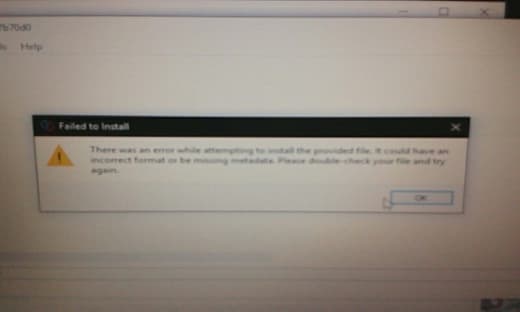 7b70d0
ls Help
Failed to Install
There was an error while attempting to install the provided file. It could have an
incorrect format or be missing metadata. Please double-check your file and try
again.
OK